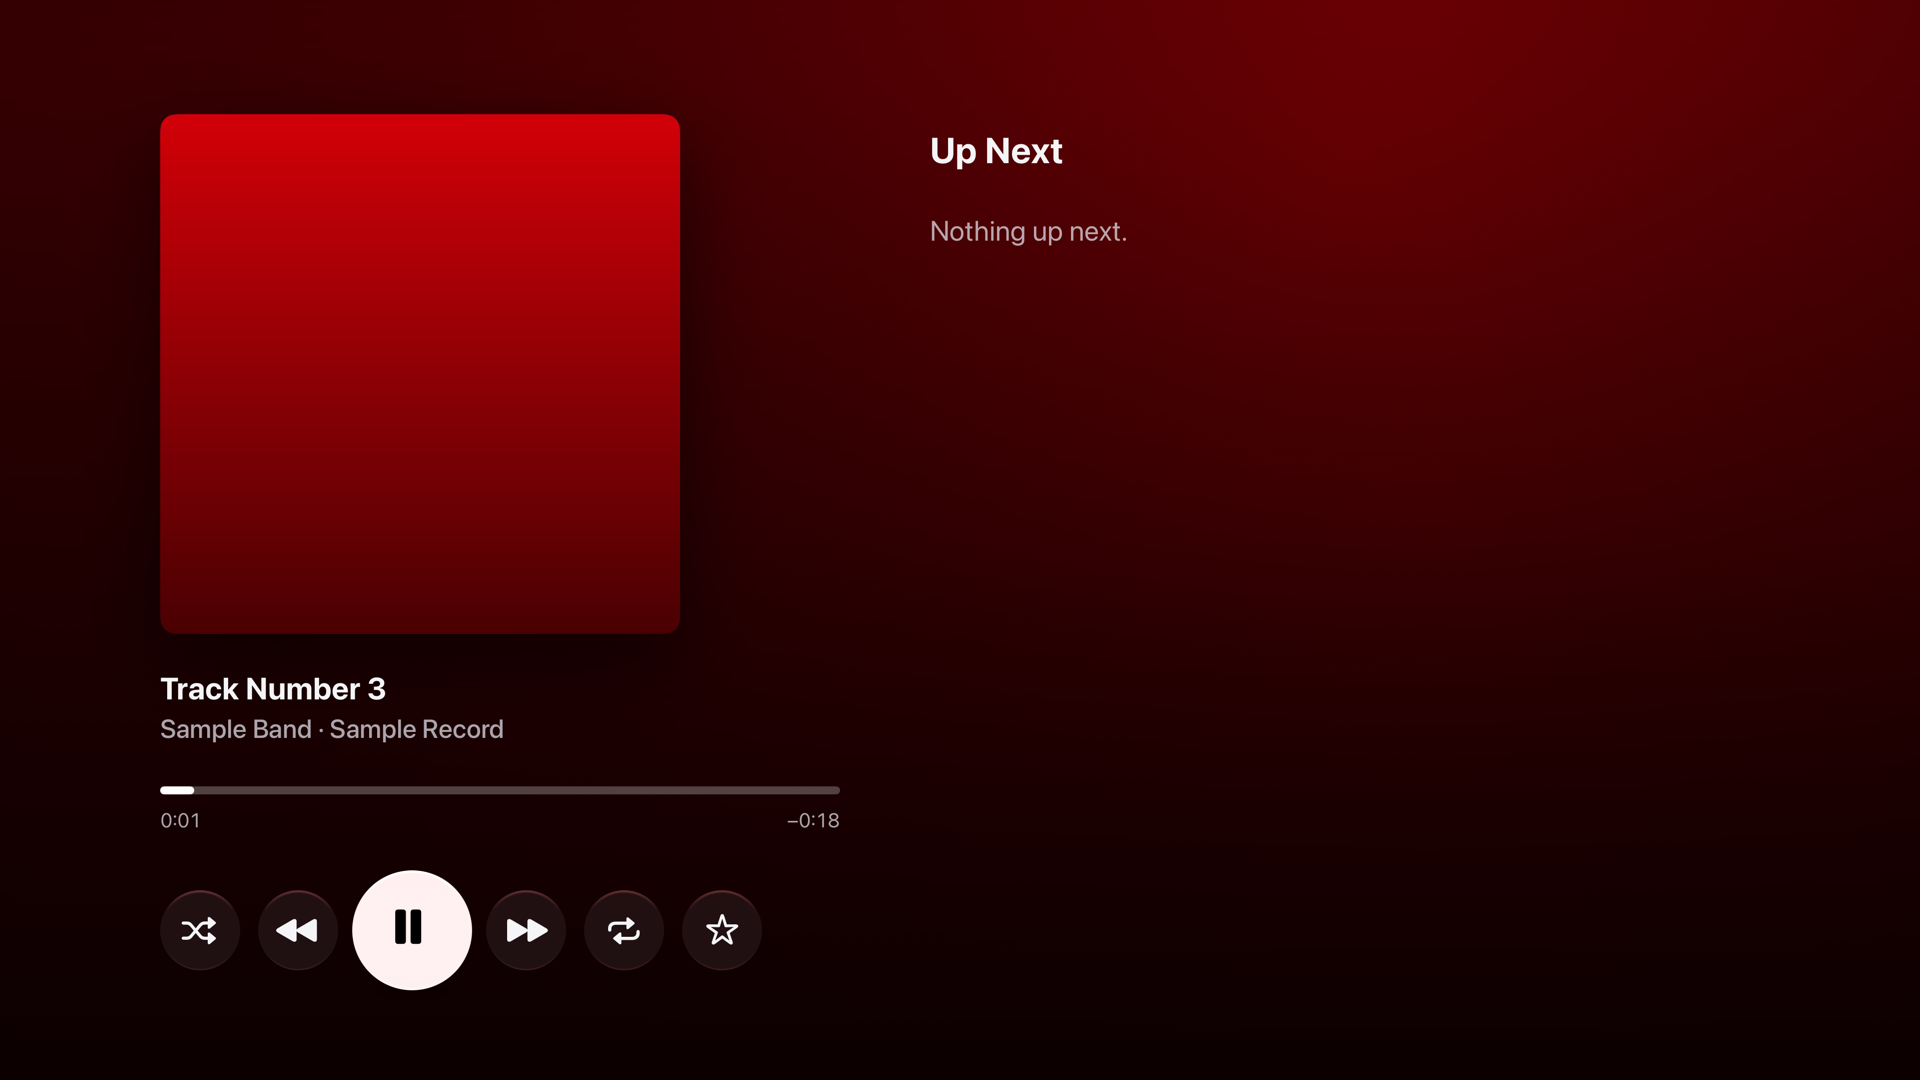 Up Next
Nothing up next.
Track Number 3
Sample Band · Sample Record
0:01
–0:18